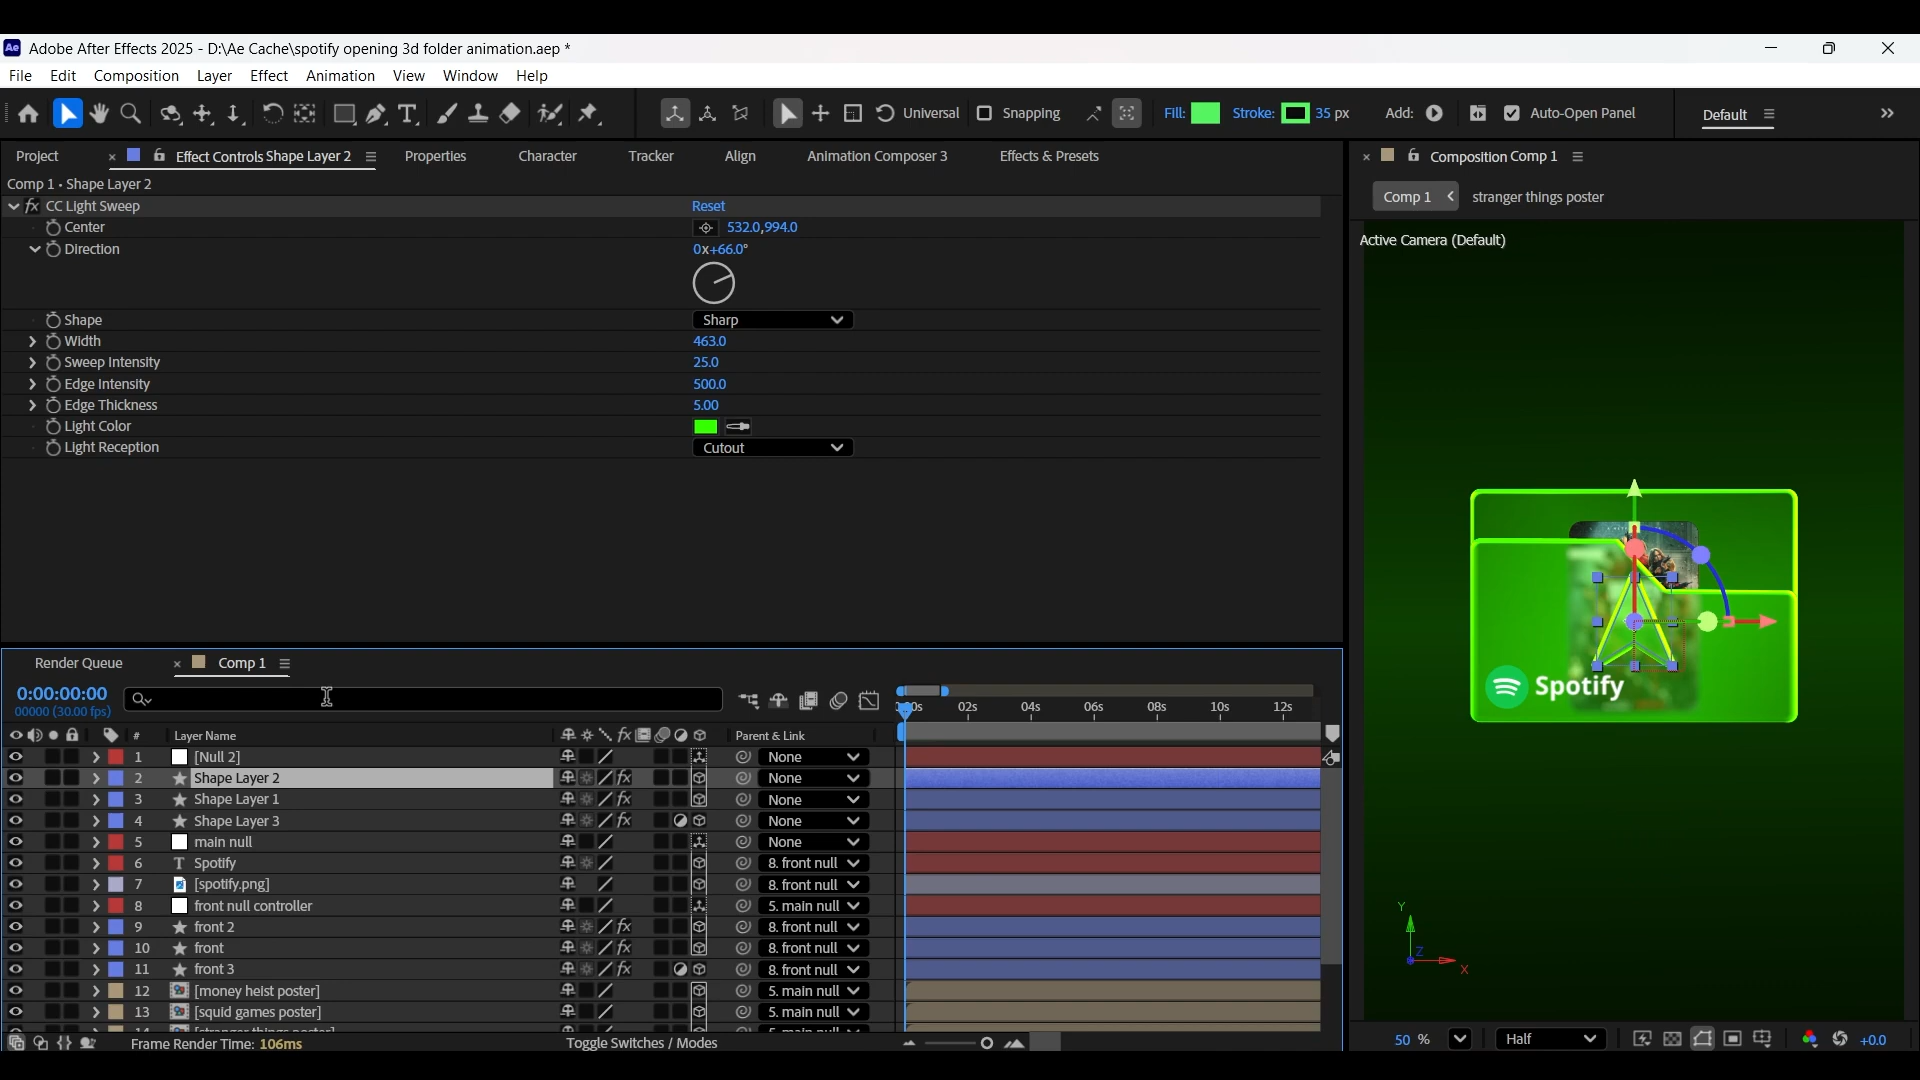 Adobe After Effects 2025 - D:\Ae Cache\spotify opening 3d folder animation.aep *
File Edit Composition Layer Effect Animation View Window Help
Universal Snapping Fill: Stroke: 35 px Add: Auto-Open Panel Default
Project Effect Controls Shape Layer 2 Properties Character Tracker Align Animation Composer 3 Effects & Presets
Comp 1 • Shape Layer 2
fx CC Light Sweep Reset
Center 532.0,994.0
Direction 0x+66.0°
Shape Sharp
Width 463.0
Sweep Intensity 25.0
Edge Intensity 500.0
Edge Thickness 5.00
Light Color
Light Reception Cutout
Composition Comp 1
Comp 1 stranger things poster
Active Camera (Default)
Spotify
Y
Z
X
50 % Half +0.0
Render Queue Comp 1
0:00:00:00
00000 (30.00 fps)
02s 04s 06s 08s 10s 12s
# Layer Name Parent & Link
1 [Null 2] None
2 Shape Layer 2 None
3 Shape Layer 1 None
4 Shape Layer 3 None
5 main null None
6 T Spotify 8. front null
7 [spotify.png] 8. front null
8 front null controller 5. main null
9 front 2 8. front null
10 front 8. front null
11 front 3 8. front null
12 [money heist poster] 5. main null
13 [squid games poster] 5. main null
14 [stranger things poster] 5. main null
Frame Render Time: 106ms Toggle Switches / Modes